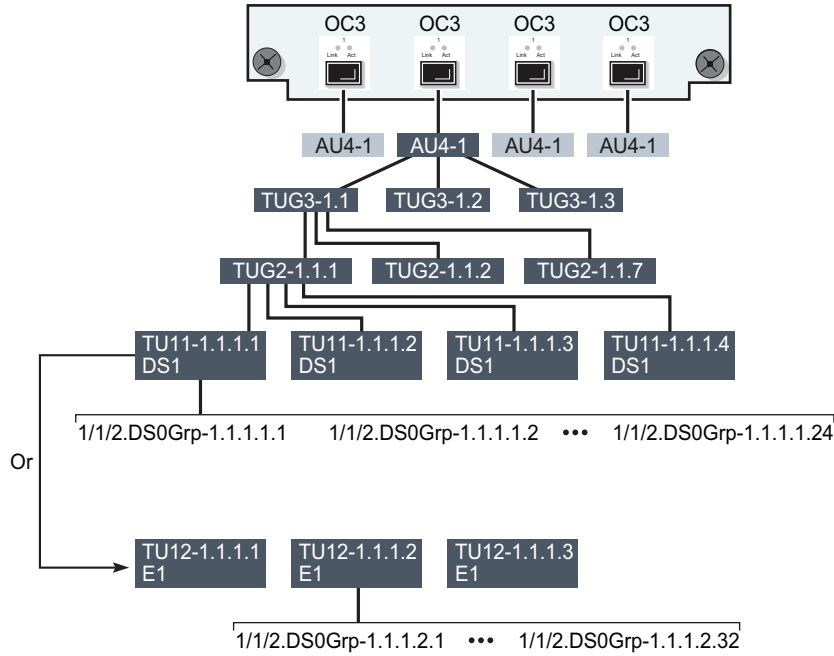 OC3 OC3 OC3 OC3
1 1 1 1
Link Act Link Act Link Act Link Act
AU4-1 AU4-1 AU4-1 AU4-1
TUG3-1.1 TUG3-1.2 TUG3-1.3
TUG2-1.1.1 TUG2-1.1.2 TUG2-1.1.7
TU11-1.1.1.1 TU11-1.1.1.2 TU11-1.1.1.3 TU11-1.1.1.4
DS1 DS1 DS1 DS1
1/1/2.DS0Grp-1.1.1.1.1 1/1/2.DS0Grp-1.1.1.1.2 ••• 1/1/2.DS0Grp-1.1.1.1.24
Or
TU12-1.1.1.1 TU12-1.1.1.2 TU12-1.1.1.3
E1 E1 E1
1/1/2.DS0Grp-1.1.1.2.1 ••• 1/1/2.DS0Grp-1.1.1.2.32